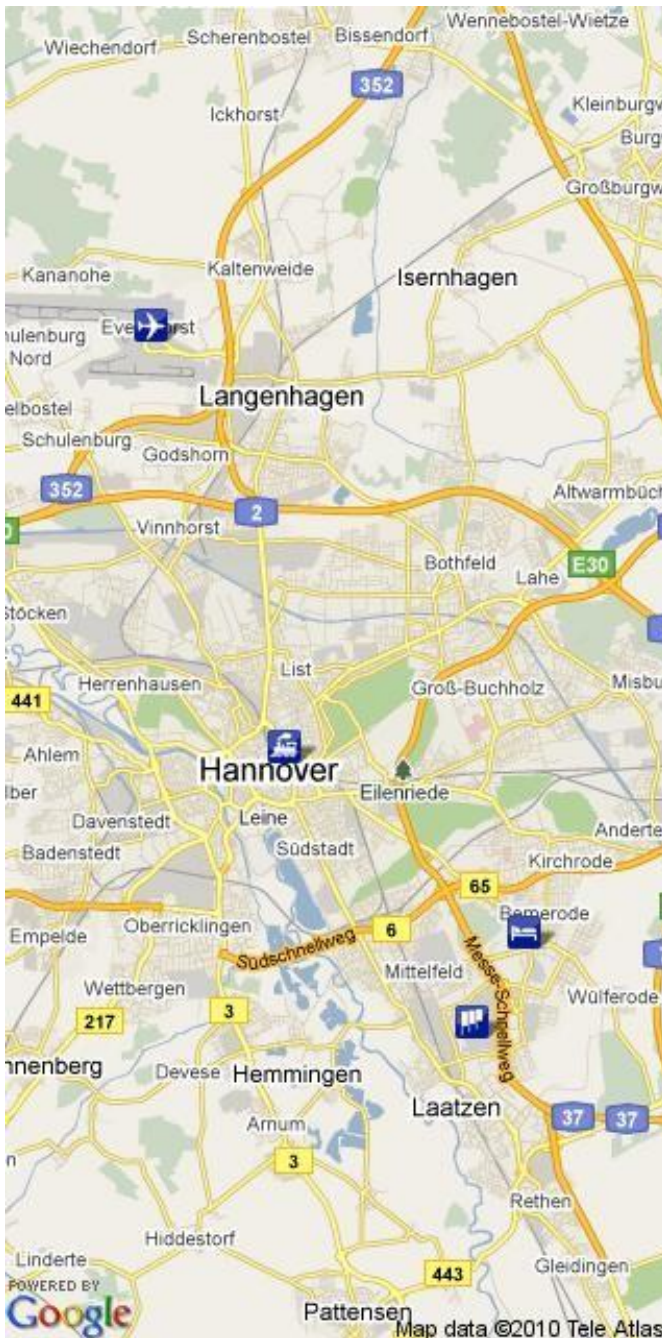 Wennebostel-Wietze
Scherenbostel
Bissendorf
Wiechendorf
352
Ickhorst
Kleinburgw
Burg
Großburgw
Kaltenweide
Kananohe
Isernhagen
hulenburg
Nord
Langenhagen
elbostel
Schulenburg
Godshorn
352
Altwarmbüch
2
Vinnhorst
Bothfeld
E30
Lahe
Stöcken
List
Herrenhausen
Groß-Buchholz
Misbu
441
Ahlem
Hannover
Eilenriede
lber
Davenstedt
Leine
Anderte
Badenstedt
Südstadt
Kirchrode
65
Bemerode
Oberricklingen
6
Empelde
Südschnellweg
Mittelfeld
Messe-Schnellweg
Wettbergen
Wülferode
3
217
nnenberg
Devese
Hemmingen
Laatzen
37
37
Arnum
3
Rethen
Hiddestorf
Linderte
443
Gleidingen
POWERED BY
Google
Pattensen
Map data ©2010 Tele Atlas